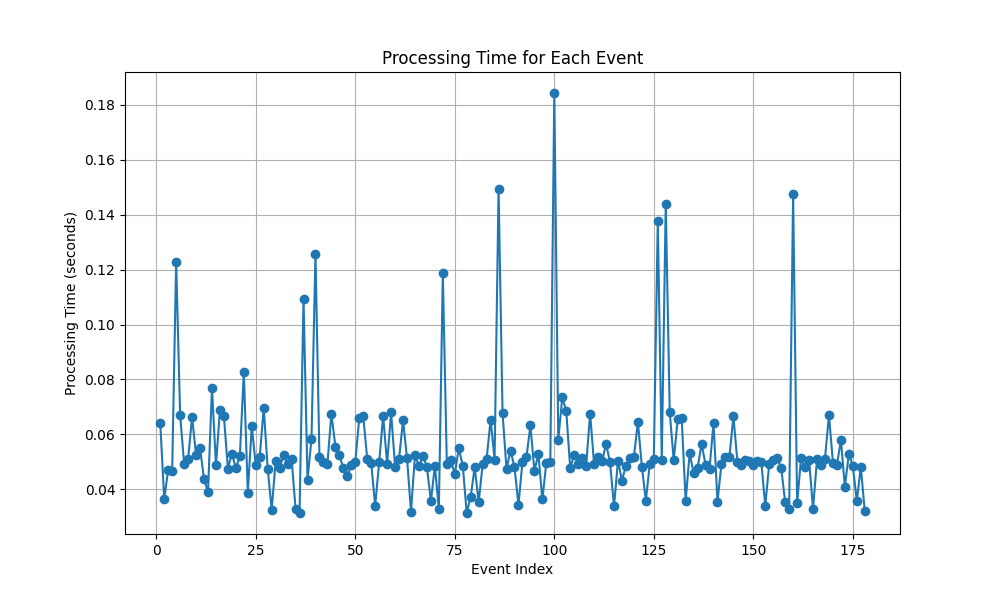 Processing Time for Each Event
Processing Time (seconds)
0.18
0.16
0.14
0.12
0.10
0.08
0.06
0.04
0 25 50 75 100 125 150 175
Event Index